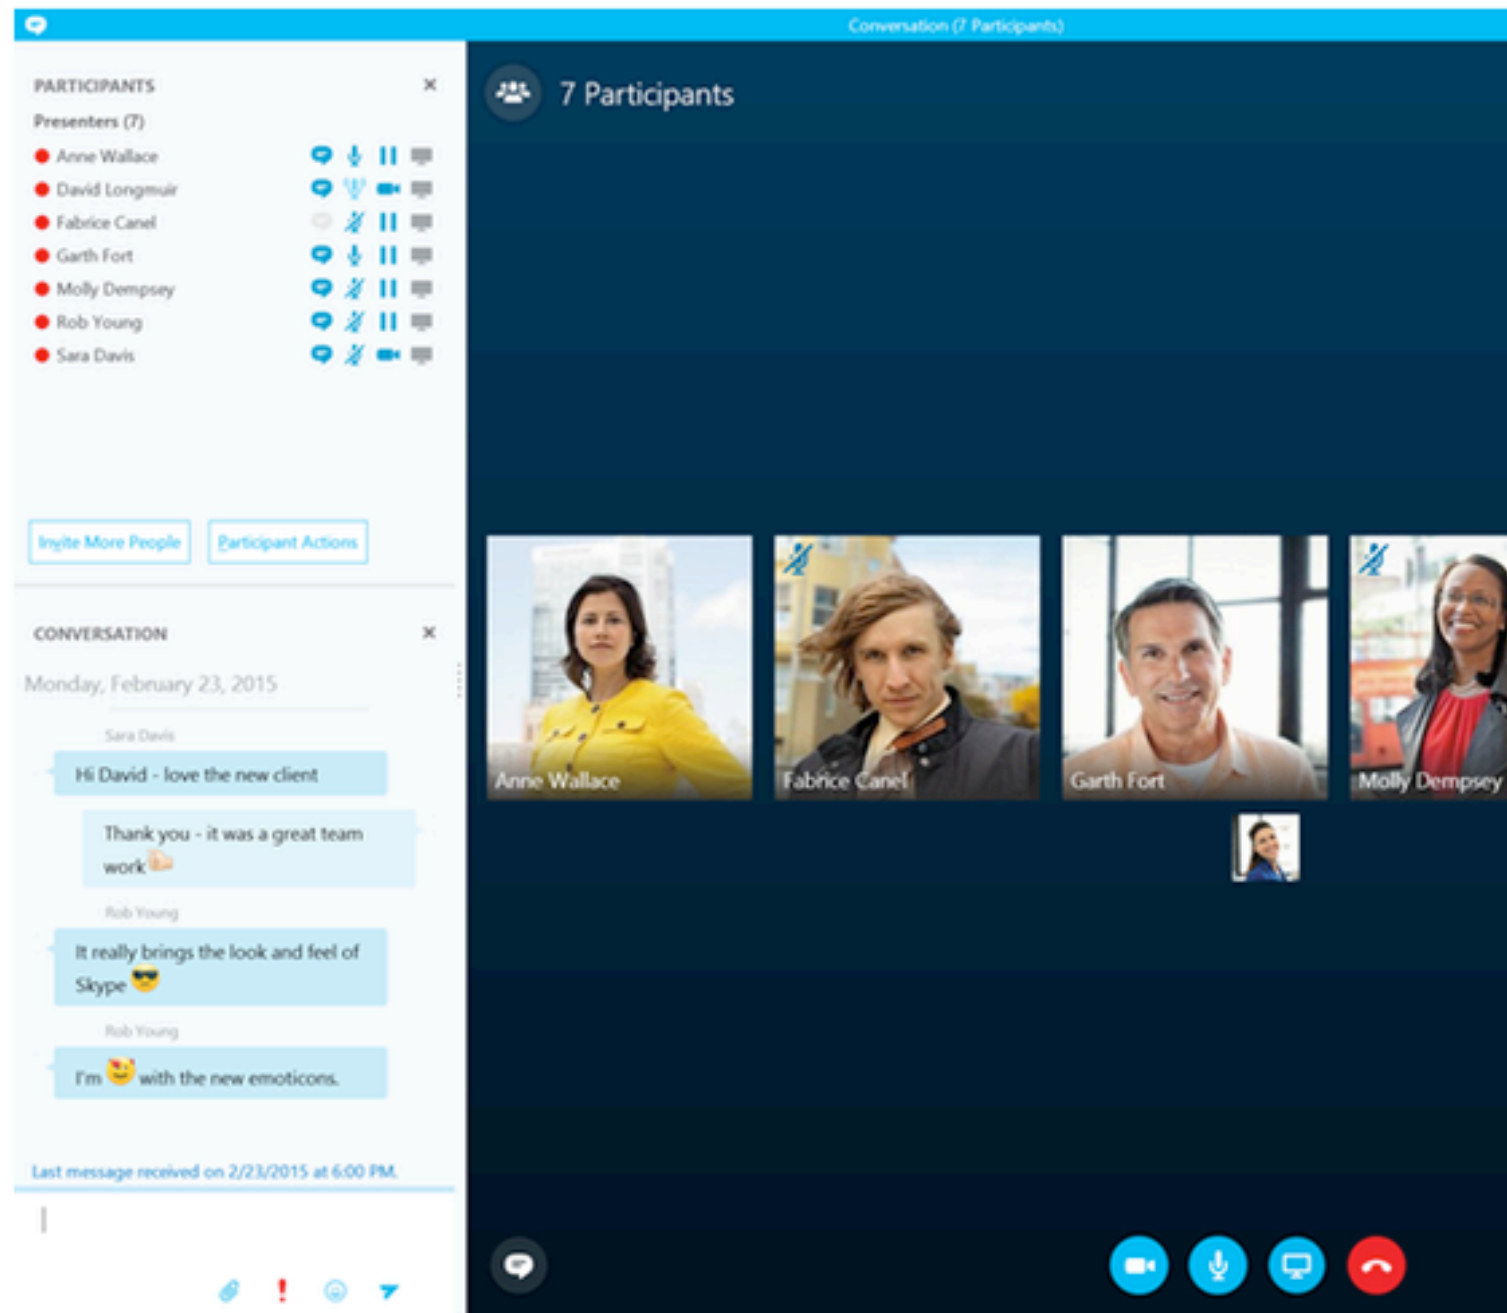 Conversation (7 Participants)
PARTICIPANTS
Presenters (7)
Anne Wallace
David Longmuir
Fabrice Canel
Garth Fort
Molly Dempsey
Rob Young
Sara Davis
Invite More People
Participant Actions
CONVERSATION
Monday, February 23, 2015
Sara Davis
Hi David - love the new client
Thank you - it was a great team
work
Rob Young
It really brings the look and feel of
Skype
Rob Young
I'm with the new emoticons.
Last message received on 2/23/2015 at 6:00 PM.
7 Participants
Anne Wallace
Fabrice Canel
Garth Fort
Molly Dempsey